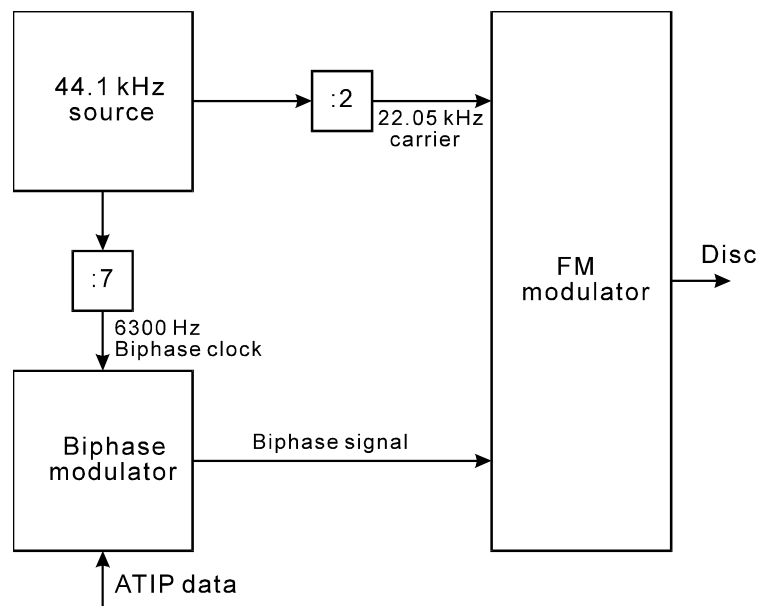 44.1 kHz
source
:2
22.05 kHz
carrier
:7
6300 Hz
Biphase clock
FM
modulator
Disc
Biphase
modulator
Biphase signal
ATIP data